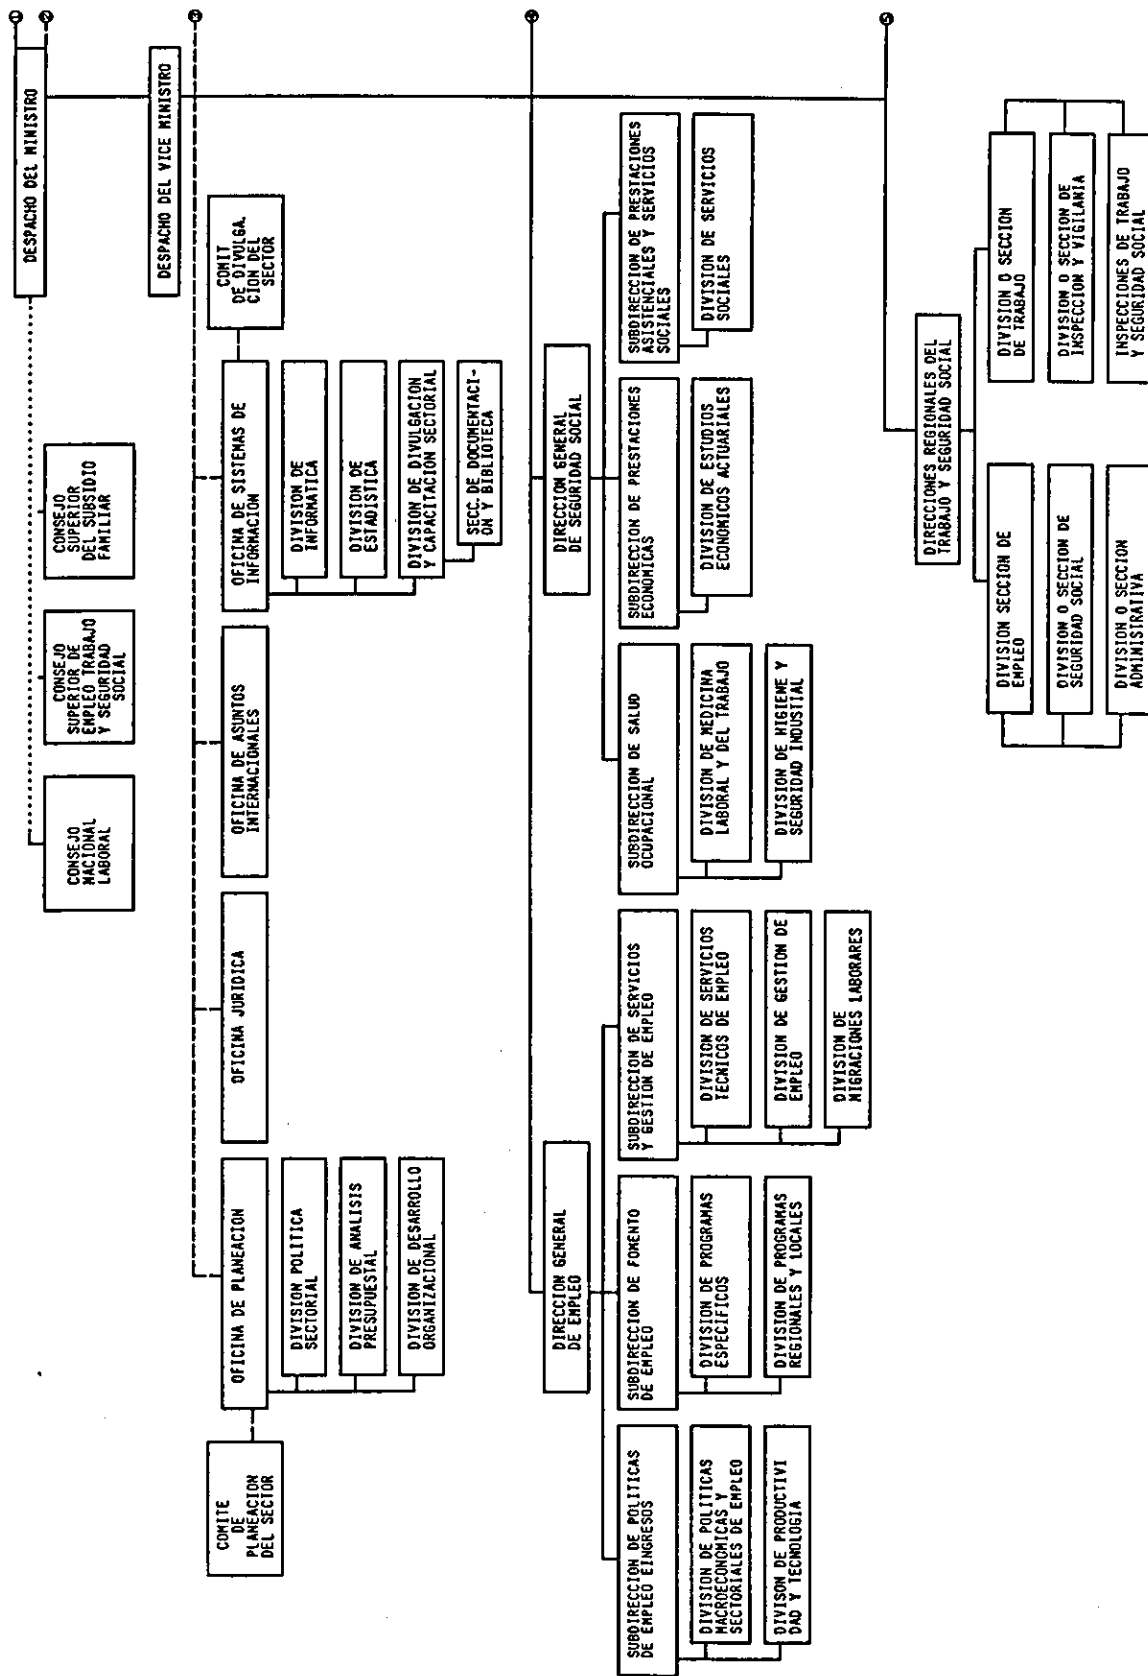 DESPACHO DEL MINISTRO
1
2
CONSEJO
NACIONAL
LABORAL
CONSEJO
SUPERIOR DE
EMPLEO TRABAJO
Y SEGURIDAD
SOCIAL
CONSEJO
SUPERIOR
DEL SUBSIDIO
FAMILIAR
DESPACHO DEL VICE MINISTRO
3
COMITE
DE
PLANEACION
DEL SECTOR
OFICINA DE PLANEACION
DIVISION POLITICA
SECTORIAL
DIVISION DE ANALISIS
PRESUPUESTAL
DIVISION DE DESARROLLO
ORGANIZACIONAL
OFICINA JURIDICA
OFICINA DE ASUNTOS
INTERNACIONALES
OFICINA DE SISTEMAS DE
INFORMACION
DIVISION DE
INFORMATICA
DIVISION DE
ESTADISTICA
DIVISION DE DIVULGACION
Y CAPACITACION SECTORIAL
SECC. DE DOCUMENTACI-
ON Y BIBLIOTECA
COMIT
DE DIVULGA.
CION DEL
SECTOR
4
DIRECCION GENERAL
DE EMPLEO
SUBDIRECCION DE POLITICAS
DE EMPLEO EINGRESOS
DIVISION DE POLITICAS
MACROECONOMICAS Y
SECTORIALES DE EMPLEO
DIVISON DE PRODUCTIVI
DAD Y TECNOLOGIA
SUBDIRECCION DE FOMENTO
DE EMPLEO
DIVISION DE PROGRAMAS
ESPECIFICOS
DIVISION DE PROGRAMAS
REGIONALES Y LOCALES
SUBDIRECCION DE SERVICIOS
Y GESTION DE EMPLEO
DIVISION DE SERVICIOS
TECNICOS DE EMPLEO
DIVISION DE GESTION DE
EMPLEO
DIVISION DE
MIGRACIONES LABORARES
DIRECCION GENERAL
DE SEGURIDAD SOCIAL
SUBDIRECCION DE SALUD
OCUPACIONAL
DIVISION DE MEDICINA
LABORAL Y DEL TRABAJO
DIVISION DE HIGIENE Y
SEGURIDAD INDUSTIAL
SUBDIRECCION DE PRESTACIONES
ECONOMICAS
DIVISION DE ESTUDIOS
ECONOMICOS ACTUARIALES
SUBDIRECCION DE PRESTACIONES
ASISTENCIALES Y SERVICIOS
SOCIALES
DIVISION DE SERVICIOS
SOCIALES
5
DIRECCIONES REGIONALES DEL
TRABAJO Y SEGURIDAD SOCIAL
DIVISION SECCION DE
EMPLEO
DIVISION O SECCION DE
SEGURIDAD SOCIAL
DIVISION O SECCION
ADMINISTRATIVA
DIVISION O SECCION
DE TRABAJO
DIVISION O SECCION DE
INSPECCION Y VIGILANIA
INSPECCIONES DE TRABAJO
Y SEGURIDAD SOCIAL